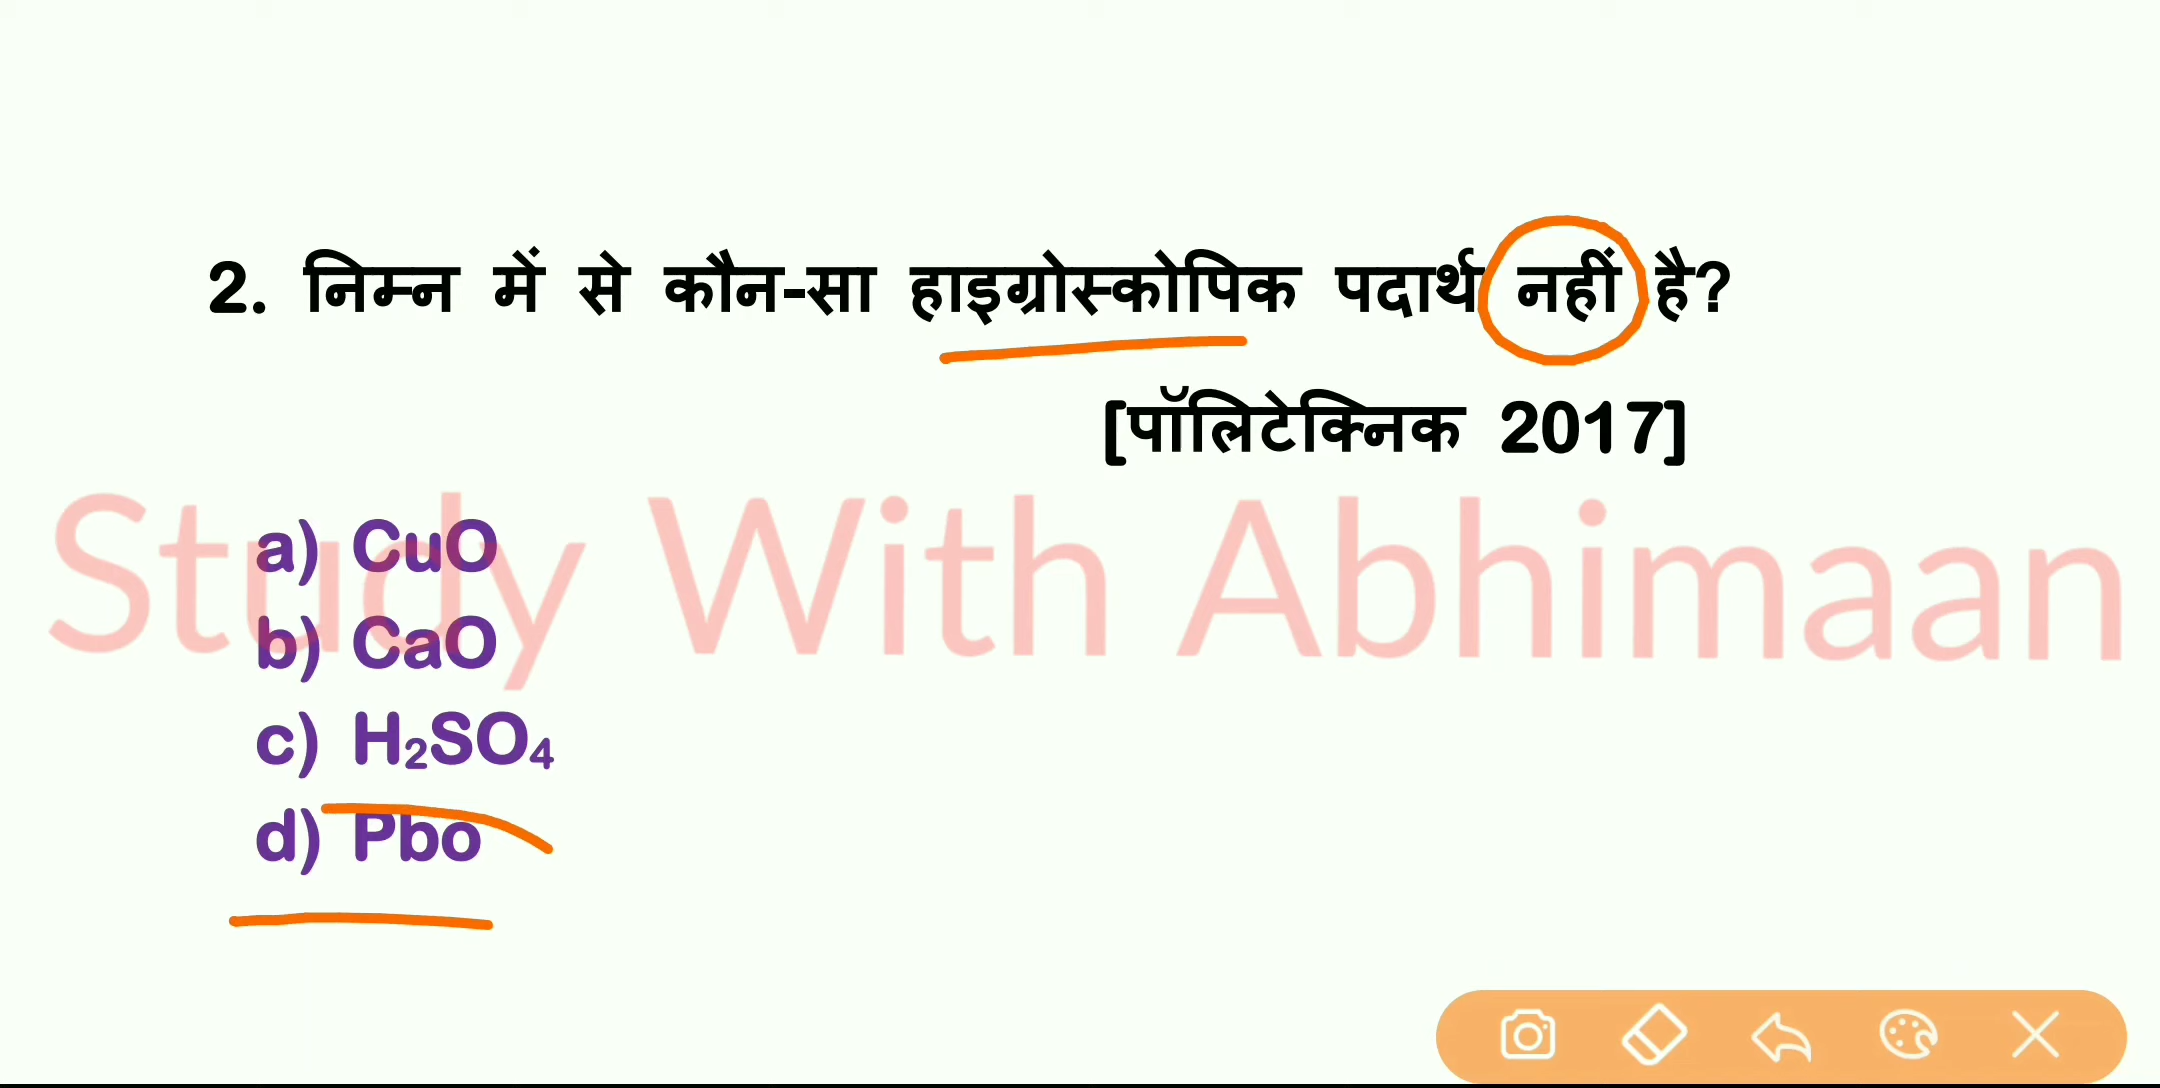 2. निम्न में से कौन-सा हाइग्रोस्कोपिक पदार्थ नहीं है?
[पॉलिटेक्निक 2017]
Study With Abhimaan
a) CuO
b) CaO
c) H₂SO₄
d) Pbo